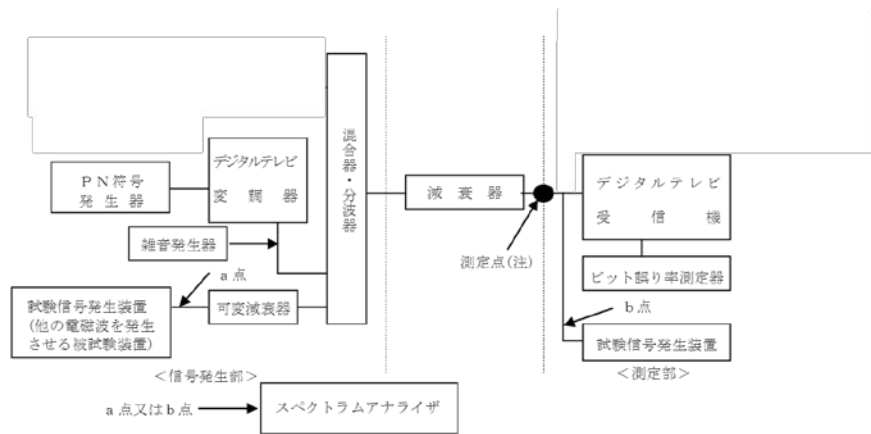 PN符号
発生器
デジタルテレビ
変調器
混合器・分波器
減衰器
デジタルテレビ
受信機
雑音発生器
測定点(注)
ビット誤り率測定器
a点
試験信号発生装置
(他の電磁波を発生
させる被試験装置)
可変減衰器
b点
試験信号発生装置
<信号発生部>
<測定部>
a点又はb点
スペクトラムアナライザ